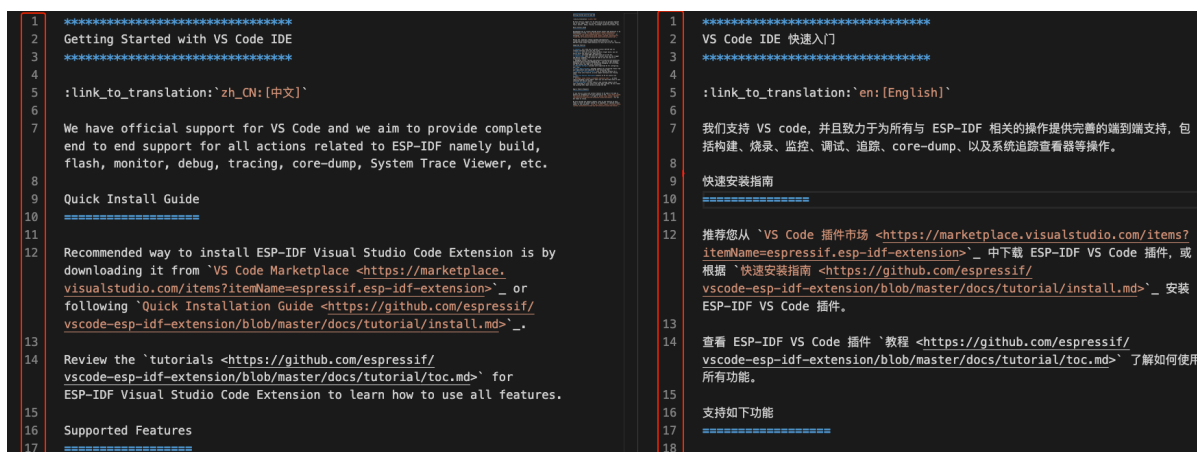 1 ********************************
2 Getting Started with VS Code IDE
3 ********************************
4
5 :link_to_translation:`zh_CN:[中文]`
6
7 We have official support for VS Code and we aim to provide complete
end to end support for all actions related to ESP-IDF namely build,
flash, monitor, debug, tracing, core-dump, System Trace Viewer, etc.
8
9 Quick Install Guide
10 ===================
11
12 Recommended way to install ESP-IDF Visual Studio Code Extension is by
downloading it from `VS Code Marketplace <https://marketplace.
visualstudio.com/items?itemName=espressif.esp-idf-extension>`_ or
following `Quick Installation Guide <https://github.com/espressif/
vscode-esp-idf-extension/blob/master/docs/tutorial/install.md>`_.
13
14 Review the `tutorials <https://github.com/espressif/
vscode-esp-idf-extension/blob/master/docs/tutorial/toc.md>` for
ESP-IDF Visual Studio Code Extension to learn how to use all features.
15
16 Supported Features
17 ==================
1 ********************************
2 VS Code IDE 快速入门
3 ********************************
4
5 :link_to_translation:`en:[English]`
6
7 我们支持 VS code，并且致力于为所有与 ESP-IDF 相关的操作提供完善的端到端支持，包
括构建、烧录、监控、调试、追踪、core-dump、以及系统追踪查看器等操作。
8
9 快速安装指南
10 ===============
11
12 推荐您从 `VS Code 插件市场 <https://marketplace.visualstudio.com/items?
itemName=espressif.esp-idf-extension>`_ 中下载 ESP-IDF VS Code 插件，或
根据 `快速安装指南 <https://github.com/espressif/
vscode-esp-idf-extension/blob/master/docs/tutorial/install.md>`_ 安装
ESP-IDF VS Code 插件。
13
14 查看 ESP-IDF VS Code 插件 `教程 <https://github.com/espressif/
vscode-esp-idf-extension/blob/master/docs/tutorial/toc.md>` 了解如何使用
所有功能。
15
16 支持如下功能
17 ==================
18